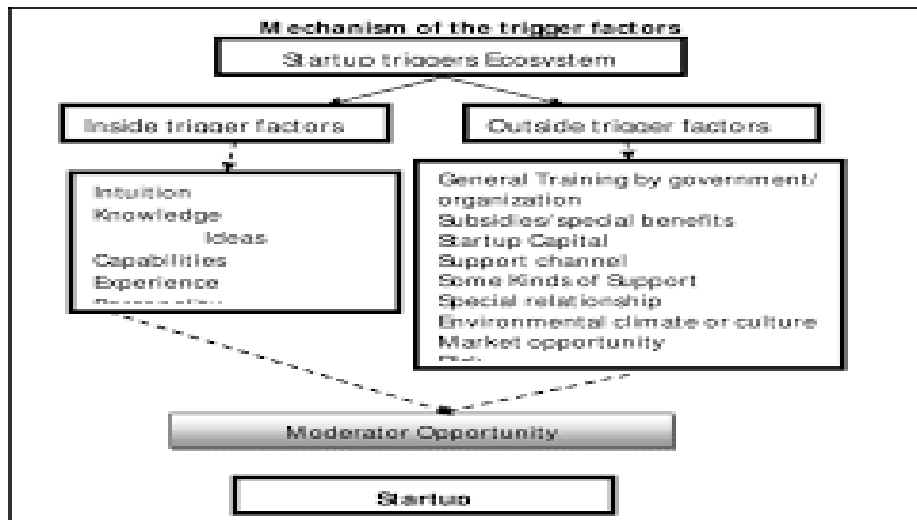 Mechanism of the trigger factors
Startup triggers Ecosystem
Inside trigger factors
Outside trigger factors
Intuition
Knowledge
Ideas
Capabilities
Experience
General Training by government/
organization
Subsidies/special benefits
Startup Capital
Support channel
Some Kinds of Support
Special relationship
Environmental climate or culture
Market opportunity
Moderator Opportunity
Startup